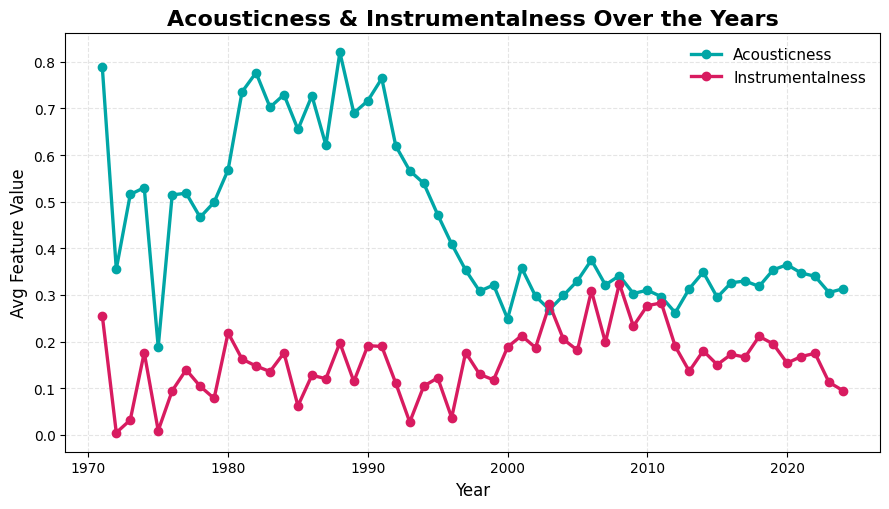 Acousticness & Instrumentalness Over the Years
Acousticness
Instrumentalness
Avg Feature Value
0.8
0.7
0.6
0.5
0.4
0.3
0.2
0.1
0.0
1970 1980 1990 2000 2010 2020
Year